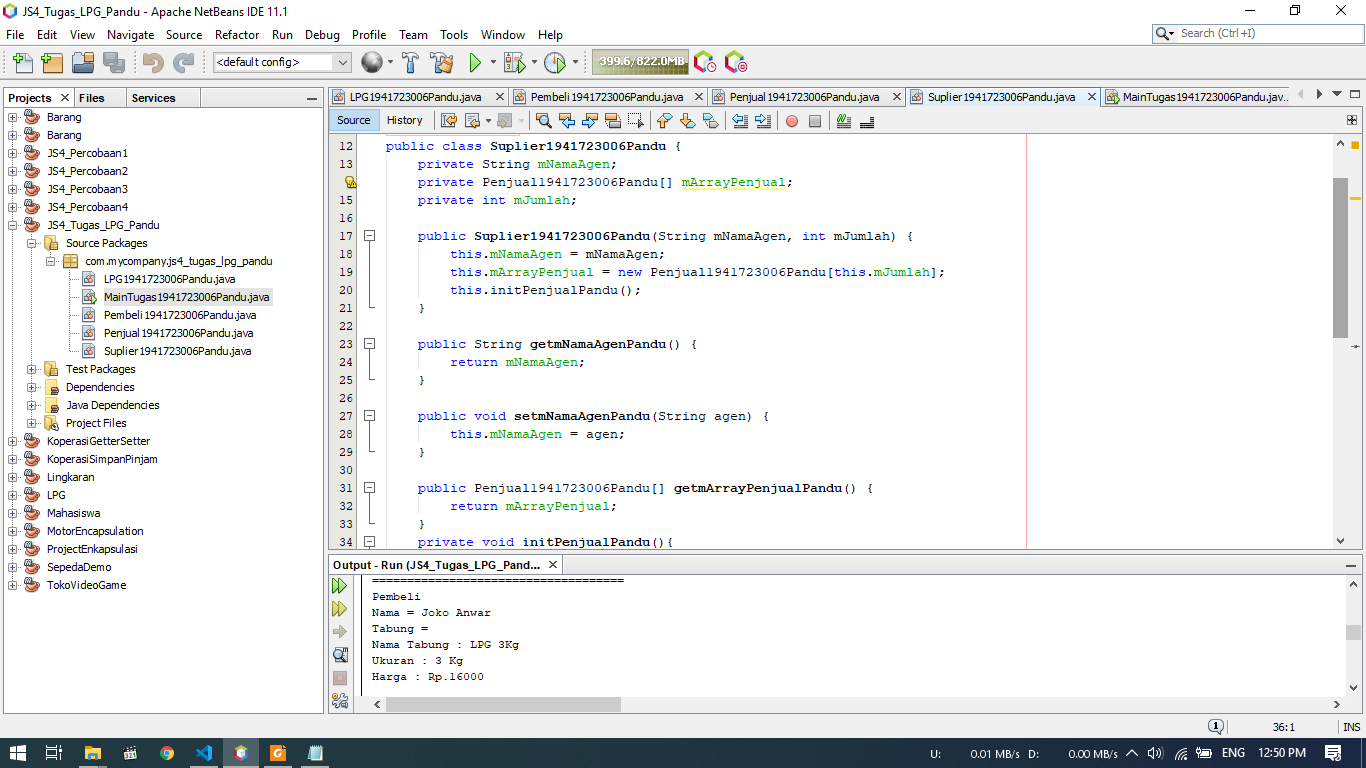 JS4_Tugas_LPG_Pandu - Apache NetBeans IDE 11.1
File Edit View Navigate Source Refactor Run Debug Profile Team Tools Window Help
Search (Ctrl+I)
<default config>
399.6/822.0MB
Projects Files Services
Barang
Barang
JS4_Percobaan1
JS4_Percobaan2
JS4_Percobaan3
JS4_Percobaan4
JS4_Tugas_LPG_Pandu
Source Packages
com.mycompany.js4_tugas_lpg_pandu
LPG1941723006Pandu.java
MainTugas1941723006Pandu.java
Pembeli1941723006Pandu.java
Penjual1941723006Pandu.java
Suplier1941723006Pandu.java
Test Packages
Dependencies
Java Dependencies
Project Files
KoperasiGetterSetter
KoperasiSimpanPinjam
Lingkaran
LPG
Mahasiswa
MotorEncapsulation
ProjectEnkapsulasi
SepedaDemo
TokoVideoGame
LPG1941723006Pandu.java Pembeli1941723006Pandu.java Penjual1941723006Pandu.java Suplier1941723006Pandu.java MainTugas1941723006Pandu.jav...
Source History
12 public class Suplier1941723006Pandu {
13 private String mNamaAgen;
private Penjual1941723006Pandu[] mArrayPenjual;
15 private int mJumlah;
16
17 public Suplier1941723006Pandu(String mNamaAgen, int mJumlah) {
18 this.mNamaAgen = mNamaAgen;
19 this.mArrayPenjual = new Penjual1941723006Pandu[this.mJumlah];
20 this.initPenjualPandu();
21 }
22
23 public String getmNamaAgenPandu() {
24 return mNamaAgen;
25 }
26
27 public void setmNamaAgenPandu(String agen) {
28 this.mNamaAgen = agen;
29 }
30
31 public Penjual1941723006Pandu[] getmArrayPenjualPandu() {
32 return mArrayPenjual;
33 }
34 private void initPenjualPandu(){
Output - Run (JS4_Tugas_LPG_Pand...
====================================
Pembeli
Nama = Joko Anwar
Tabung =
Nama Tabung : LPG 3Kg
Ukuran : 3 Kg
Harga : Rp.16000
1 36:1 INS
U: 0.01 MB/s D: 0.00 MB/s ENG 12:50 PM